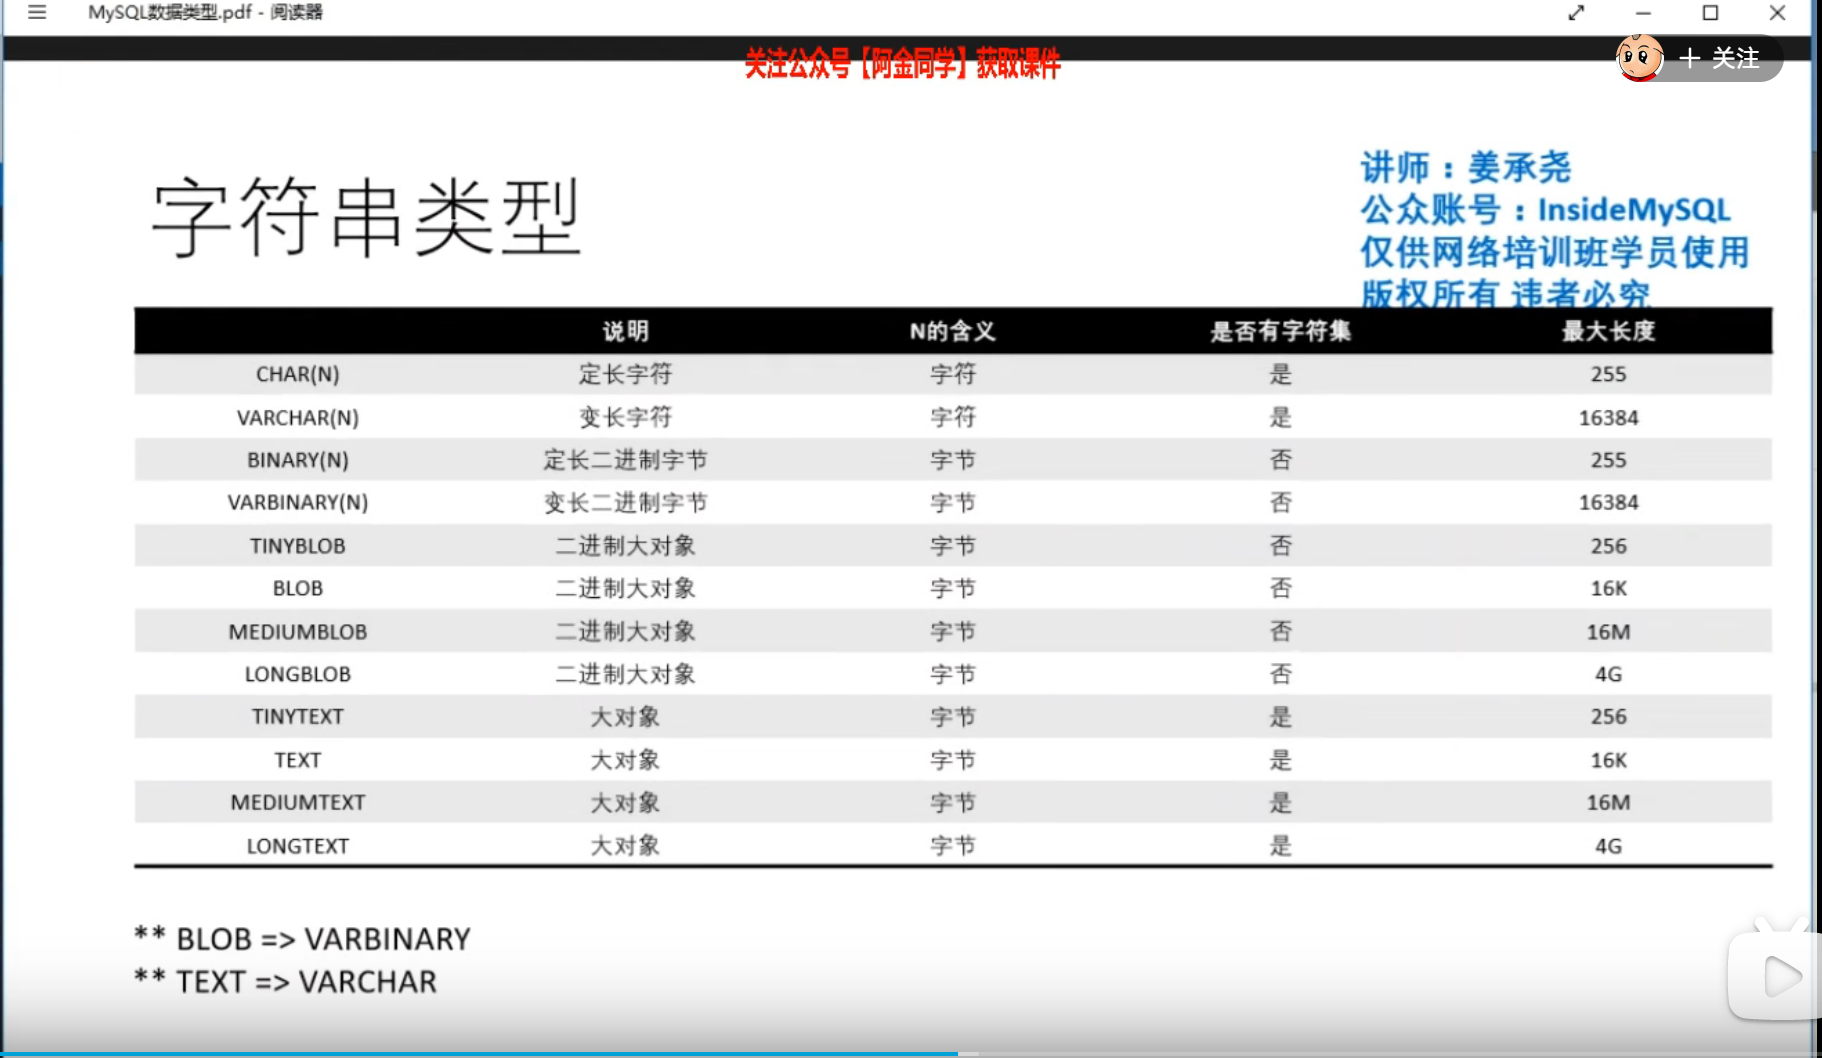 MySQL数据类型.pdf - 阅读器
关注公众号【阿金同学】获取课件
+ 关注
讲师：姜承尧
公众账号：InsideMySQL
仅供网络培训班学员使用
版权所有 违者必究
字符串类型
说明 N的含义 是否有字符集 最大长度
CHAR(N) 定长字符 字符 是 255
VARCHAR(N) 变长字符 字符 是 16384
BINARY(N) 定长二进制字节 字节 否 255
VARBINARY(N) 变长二进制字节 字节 否 16384
TINYBLOB 二进制大对象 字节 否 256
BLOB 二进制大对象 字节 否 16K
MEDIUMBLOB 二进制大对象 字节 否 16M
LONGBLOB 二进制大对象 字节 否 4G
TINYTEXT 大对象 字节 是 256
TEXT 大对象 字节 是 16K
MEDIUMTEXT 大对象 字节 是 16M
LONGTEXT 大对象 字节 是 4G
** BLOB => VARBINARY
** TEXT => VARCHAR